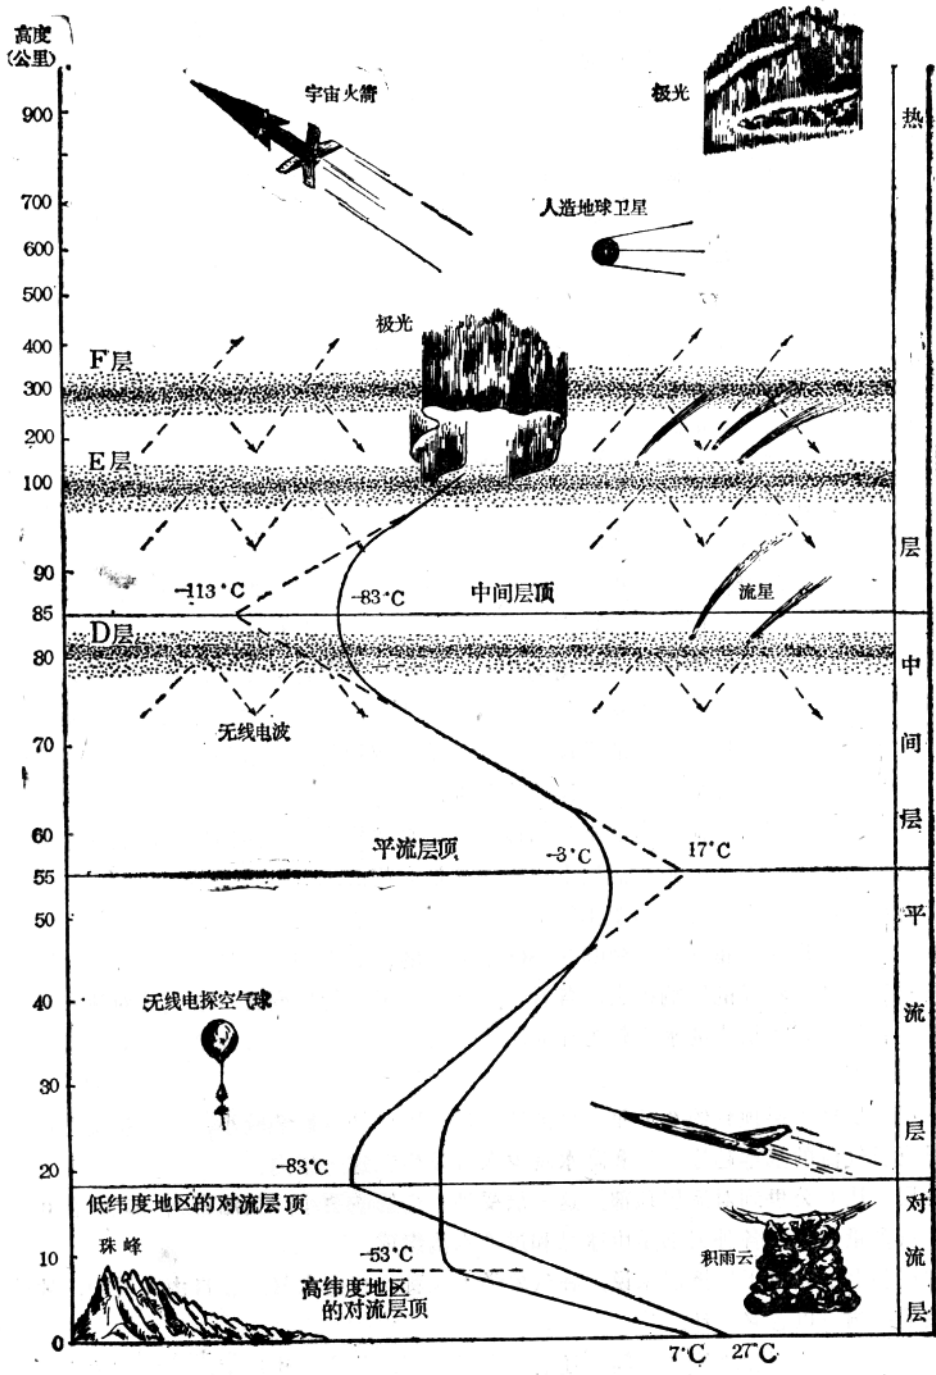 高度
(公里)
900
700
600
500
400
300
200
100
90
85
80
70
60
55
50
40
30
20
10
0
宇宙火箭
极光
人造地球卫星
极光
F层
E层
-113°C
-83°C
中间层顶
流星
D层
无线电波
平流层顶
-3°C
17°C
无线电探空气球
-83°C
低纬度地区的对流层顶
珠峰
-53°C
高纬度地区
的对流层顶
积雨云
7°C
27°C
热
层
中
间
层
平
流
层
对
流
层